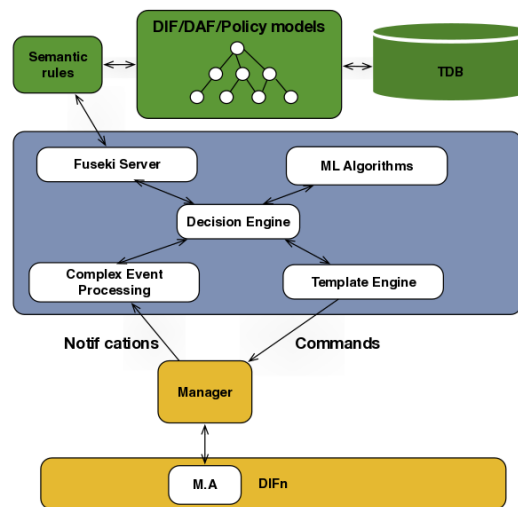 DIF/DAF/Policy models
Semantic
rules
TDB
Fuseki Server
ML Algorithms
Decision Engine
Complex Event
Processing
Template Engine
Notif cations
Commands
Manager
M.A
DIFn